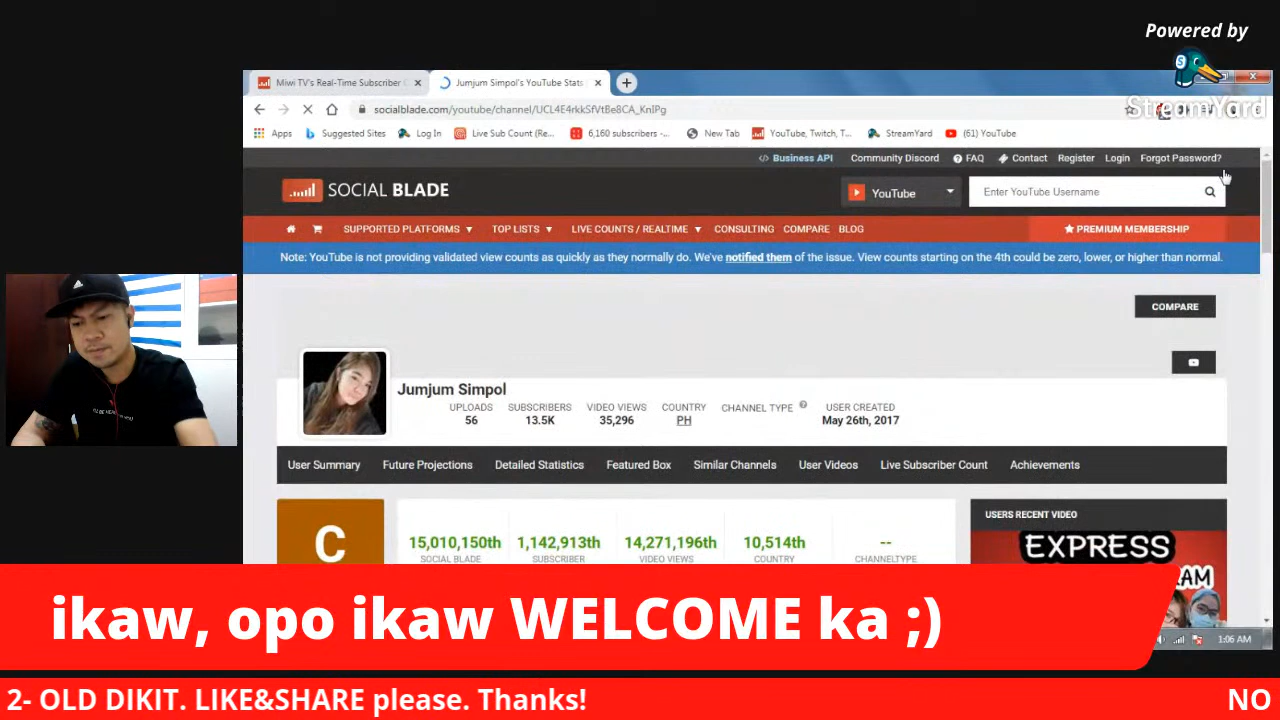 Powered by
StreamYard
Miwi TV's Real-Time Subscriber C
Jumjum Simpol's YouTube Stats
socialblade.com/youtube/channel/UCL4E4rkkSfVtBe8CA_KnIPg
Apps Suggested Sites Log In Live Sub Count (Re... 6,160 subscribers -... New Tab YouTube, Twitch, T... StreamYard (61) YouTube
Business API Community Discord FAQ Contact Register Login Forgot Password?
SOCIAL BLADE YouTube Enter YouTube Username
SUPPORTED PLATFORMS TOP LISTS LIVE COUNTS / REALTIME CONSULTING COMPARE BLOG PREMIUM MEMBERSHIP
Note: YouTube is not providing validated view counts as quickly as they normally do. We've notified them of the issue. View counts starting on the 4th could be zero, lower, or higher than normal.
COMPARE
Jumjum Simpol
UPLOADS SUBSCRIBERS VIDEO VIEWS COUNTRY CHANNEL TYPE USER CREATED
56 13.5K 35,296 PH May 26th, 2017
User Summary Future Projections Detailed Statistics Featured Box Similar Channels User Videos Live Subscriber Count Achievements
C
15,010,150th 1,142,913th 14,271,196th 10,514th --
SOCIAL BLADE SUBSCRIBER VIDEO VIEWS COUNTRY CHANNELTYPE
USERS RECENT VIDEO
EXPRESS
AM
ikaw, opo ikaw WELCOME ka ;)
1:06 AM
2- OLD DIKIT. LIKE&SHARE please. Thanks! NO